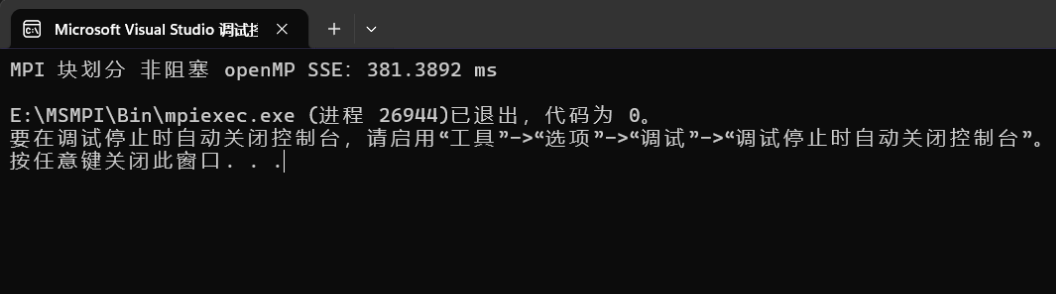 Microsoft Visual Studio 调试控
MPI 块划分 非阻塞 openMP SSE: 381.3892 ms
E:\MSMPI\Bin\mpiexec.exe (进程 26944)已退出，代码为 0。
要在调试停止时自动关闭控制台，请启用“工具”->“选项”->“调试”->“调试停止时自动关闭控制台”。
按任意键关闭此窗口. . .